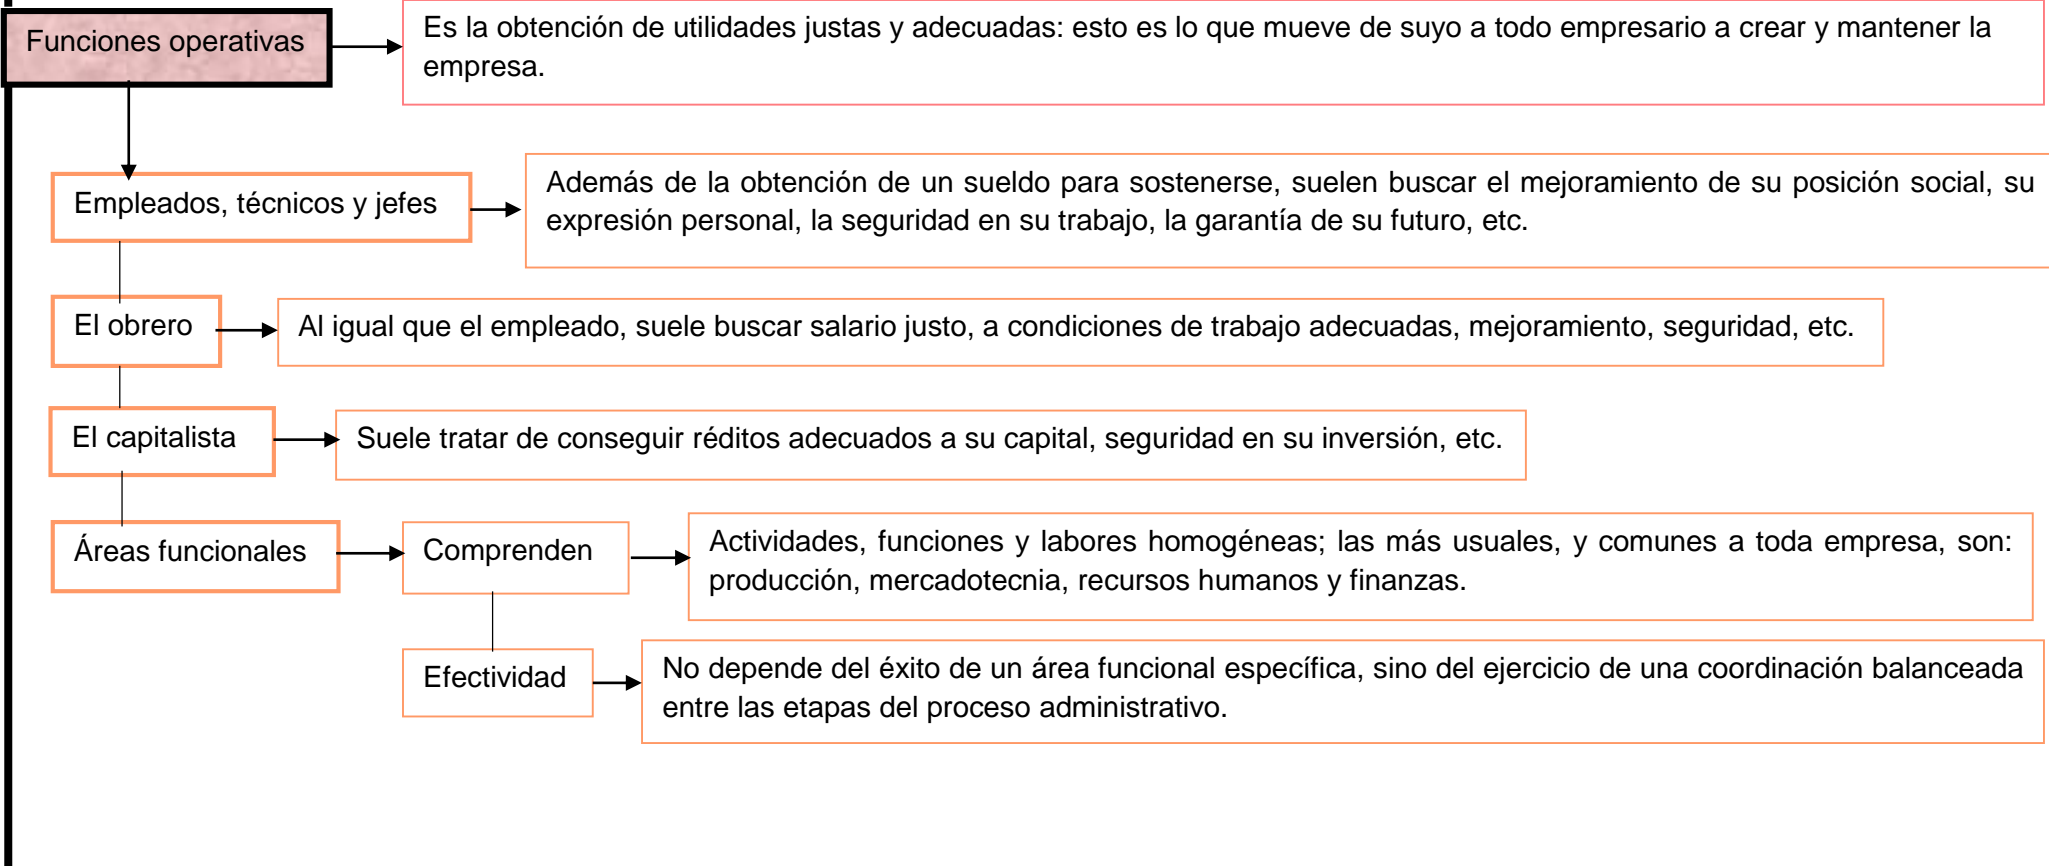 Funciones operativas
Es la obtención de utilidades justas y adecuadas: esto es lo que mueve de suyo a todo empresario a crear y mantener la
empresa.
Empleados, técnicos y jefes
Además de la obtención de un sueldo para sostenerse, suelen buscar el mejoramiento de su posición social, su
expresión personal, la seguridad en su trabajo, la garantía de su futuro, etc.
El obrero
Al igual que el empleado, suele buscar salario justo, a condiciones de trabajo adecuadas, mejoramiento, seguridad, etc.
El capitalista
Suele tratar de conseguir réditos adecuados a su capital, seguridad en su inversión, etc.
Áreas funcionales
Comprenden
Actividades, funciones y labores homogéneas; las más usuales, y comunes a toda empresa, son:
producción, mercadotecnia, recursos humanos y finanzas.
Efectividad
No depende del éxito de un área funcional específica, sino del ejercicio de una coordinación balanceada
entre las etapas del proceso administrativo.